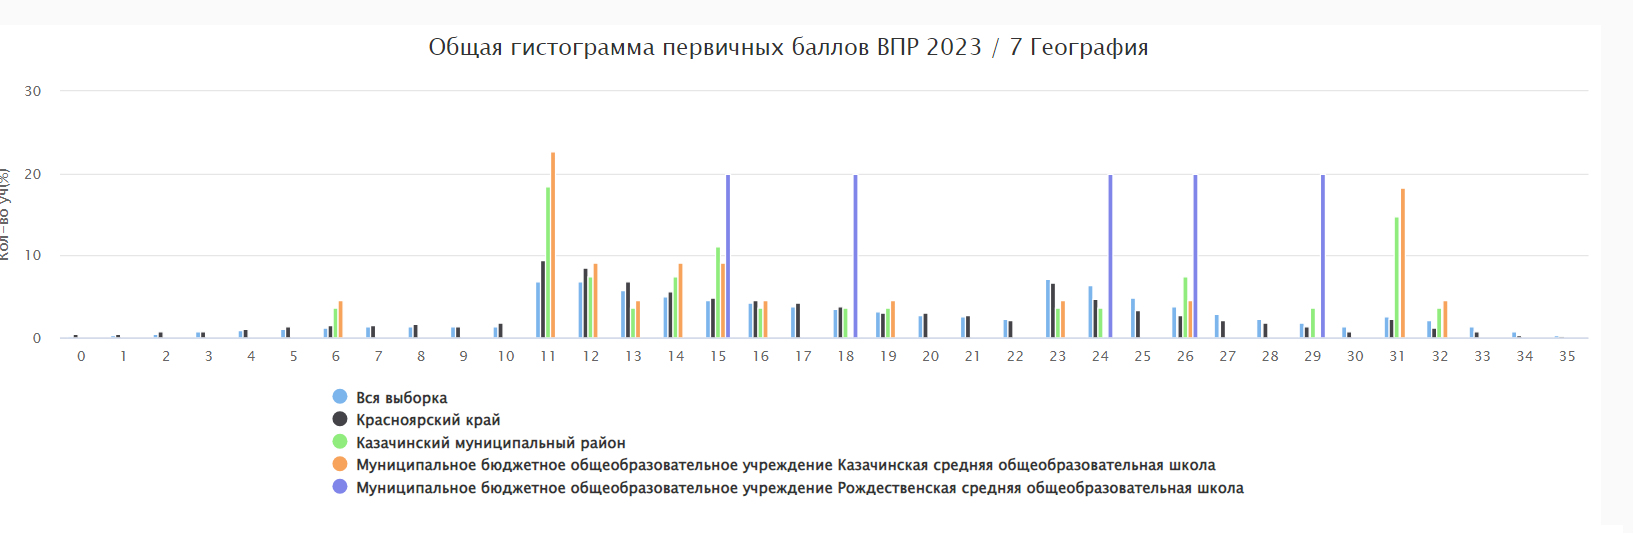 Общая гистограмма первичных баллов ВПР 2023 / 7 География
30
20
10
0
Кол-во уч(%)
0 1 2 3 4 5 6 7 8 9 10 11 12 13 14 15 16 17 18 19 20 21 22 23 24 25 26 27 28 29 30 31 32 33 34 35
Вся выборка
Красноярский край
Казачинский муниципальный район
Муниципальное бюджетное общеобразовательное учреждение Казачинская средняя общеобразовательная школа
Муниципальное бюджетное общеобразовательное учреждение Рождественская средняя общеобразовательная школа